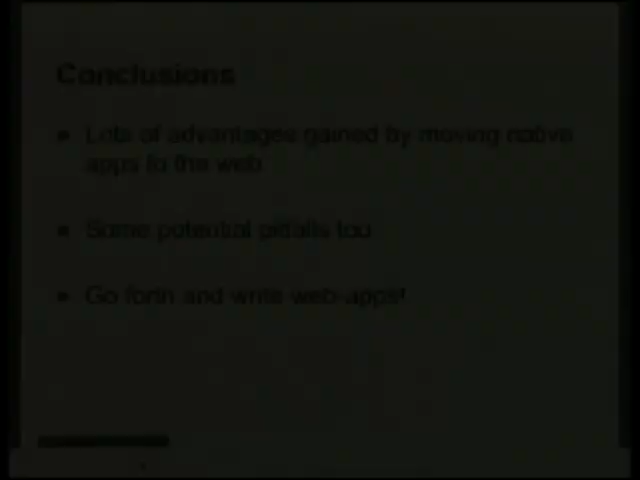 Conclusions
● Lots of advantages gained by moving native
apps to the web
● Some potential pitfalls too
● Go forth and write web-apps!